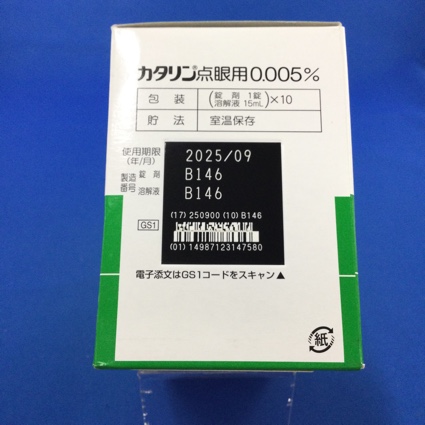 カタリン®点眼用0.005%
包装 (錠剤 1錠 溶解液 15mL)×10
貯法 室温保存
使用期限 (年/月) 2025/09
製造番号 錠剤 B146
溶解液 B146
(17) 250900 (10) B146
GS1
(01) 14987123147580
電子添文はGS1コードをスキャン▲
紙